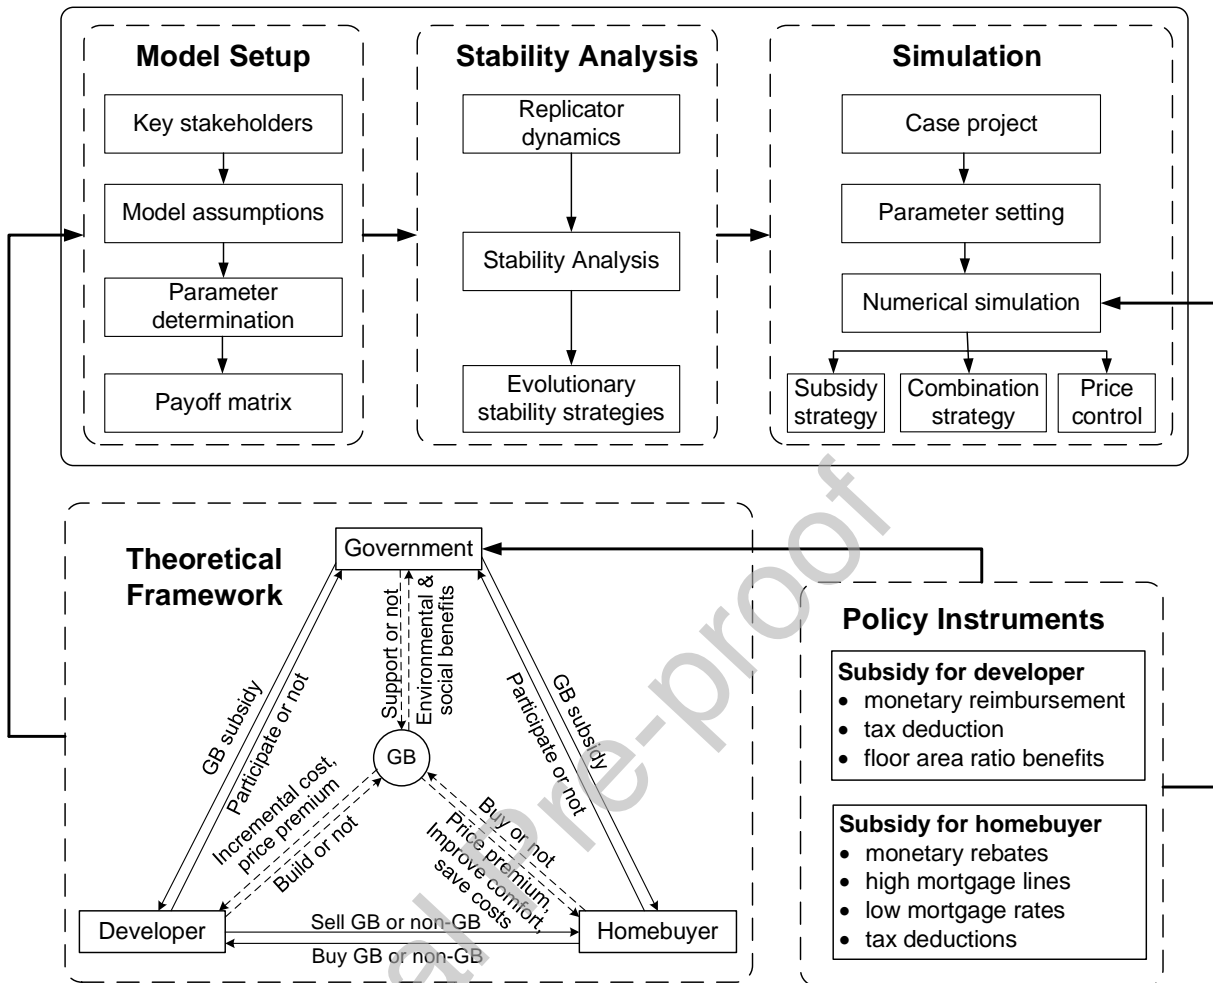 Model Setup
Key stakeholders
Model assumptions
Parameter
determination
Payoff matrix
Stability Analysis
Replicator
dynamics
Stability Analysis
Evolutionary
stability strategies
Simulation
Case project
Parameter setting
Numerical simulation
Subsidy
strategy
Combination
strategy
Price
control
Theoretical
Framework
Government
Support or not
Environmental &
social benefits
GB subsidy
Participate or not
GB subsidy
Participate or not
GB
Incremental cost,
price premium
Build or not
Buy or not
Price premium,
Improve comfort,
save costs
Developer
Sell GB or non-GB
Buy GB or non-GB
Homebuyer
Policy Instruments
Subsidy for developer
• monetary reimbursement
• tax deduction
• floor area ratio benefits
Subsidy for homebuyer
• monetary rebates
• high mortgage lines
• low mortgage rates
• tax deductions
al Pre-proof